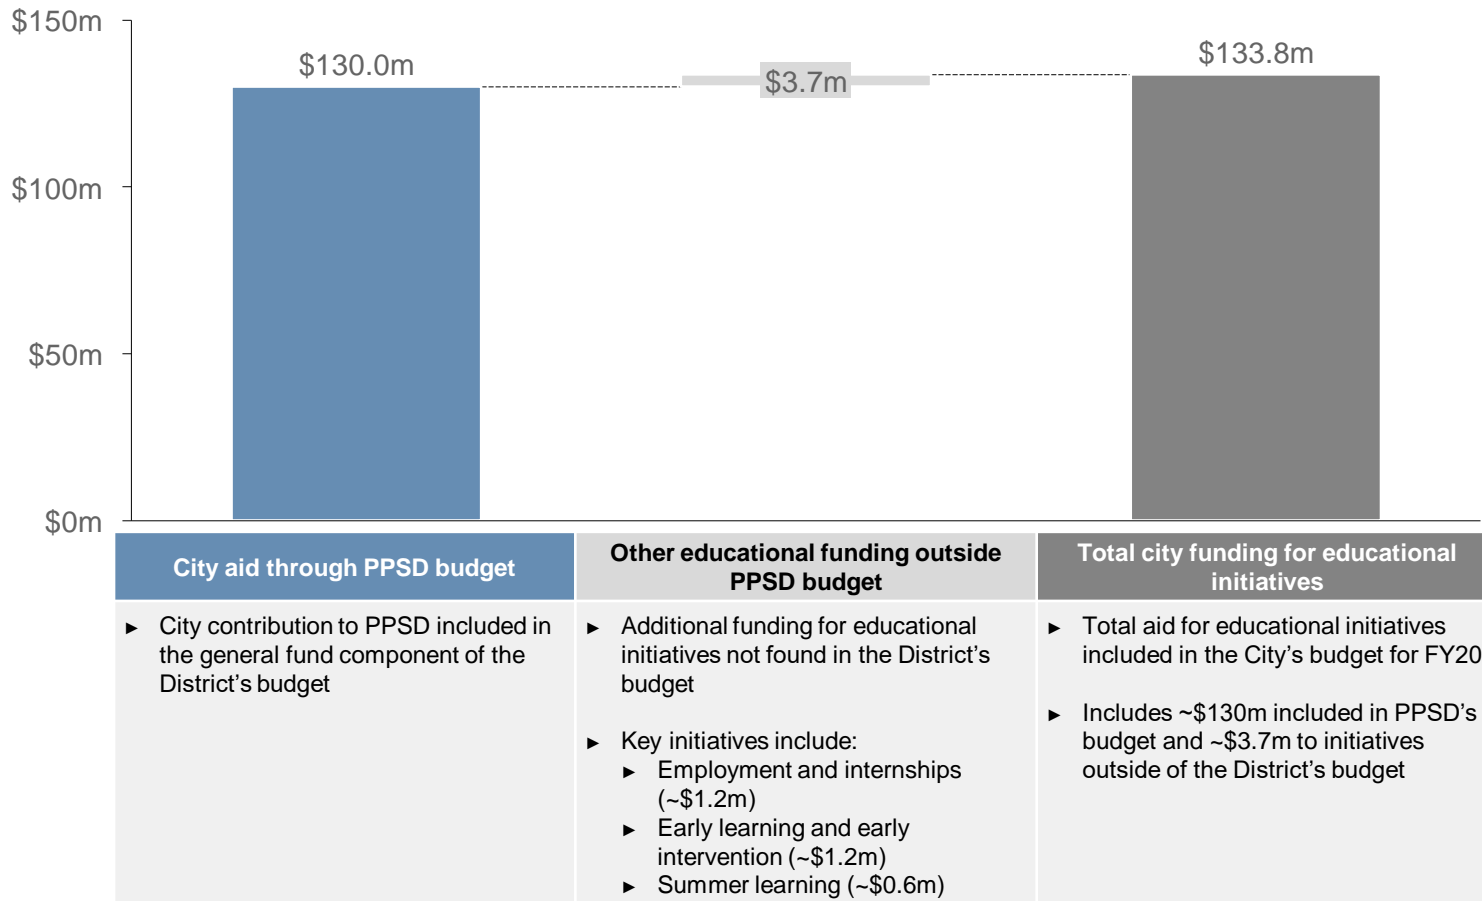 $150m
$130.0m
$3.7m
$133.8m
$100m
$50m
$0m
City aid through PPSD budget
Other educational funding outside
PPSD budget
Total city funding for educational
initiatives
► City contribution to PPSD included in
the general fund component of the
District’s budget
► Additional funding for educational
initiatives not found in the District’s
budget
► Key initiatives include:
► Employment and internships
(~$1.2m)
► Early learning and early
intervention (~$1.2m)
► Summer learning (~$0.6m)
► Total aid for educational initiatives
included in the City’s budget for FY20
► Includes ~$130m included in PPSD’s
budget and ~$3.7m to initiatives
outside of the District’s budget